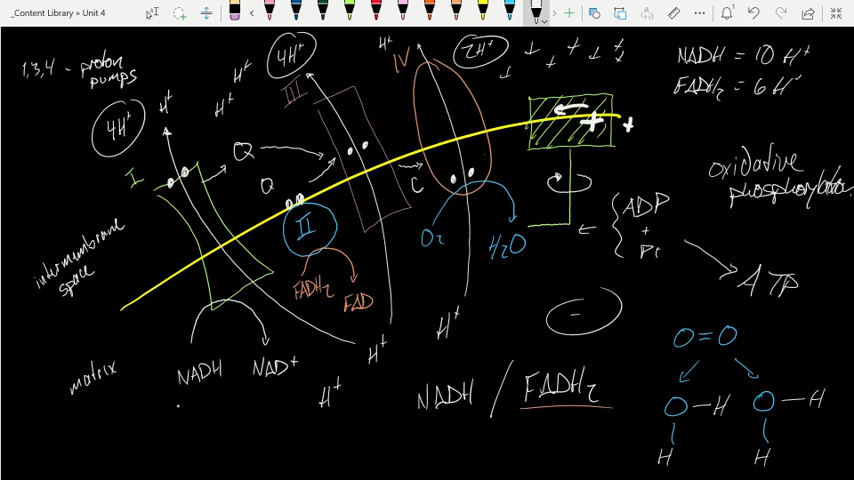 _Content Library » Unit 4
1,3,4 - proton
pumps
4H+
H+
H+
H+
4H+
III
H+
IV
2H+
NADH = 10 H+
FADH2 = 6 H+
I
Q
Q
C
II
O2
H2O
FADH2
FAD
ADP
+
Pi
ATP
oxidative
phosphorylation
intermembrane
space
matrix
NADH
NAD+
H+
H+
H+
NADH / FADH2
-
+
+
O=O
O-H
O-H
H
H